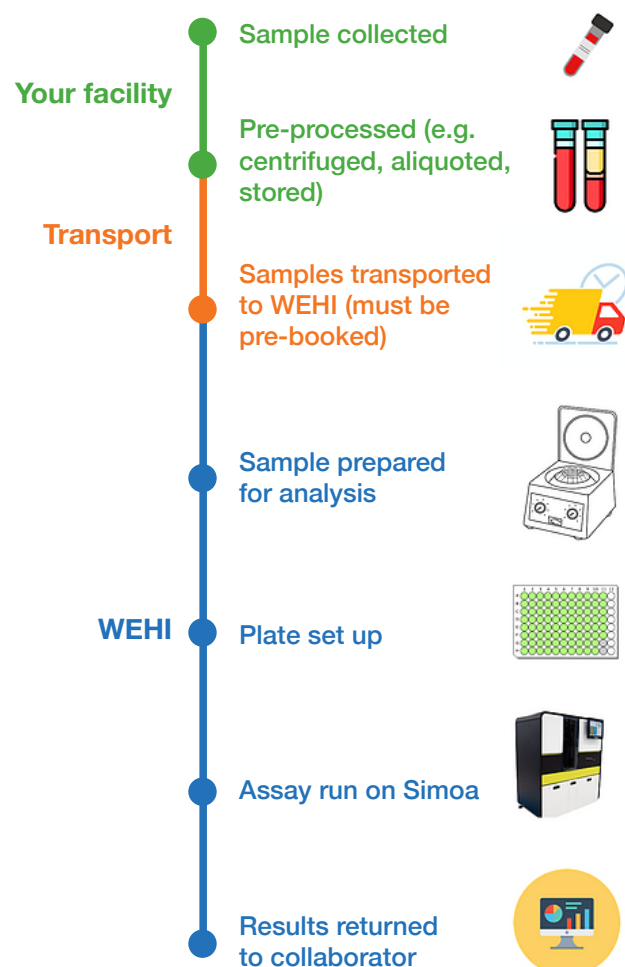 Sample collected
Your facility
Pre-processed (e.g.
centrifuged, aliquoted,
stored)
Transport
Samples transported
to WEHI (must be
pre-booked)
Sample prepared
for analysis
WEHI
Plate set up
Assay run on Simoa
Results returned
to collaborator